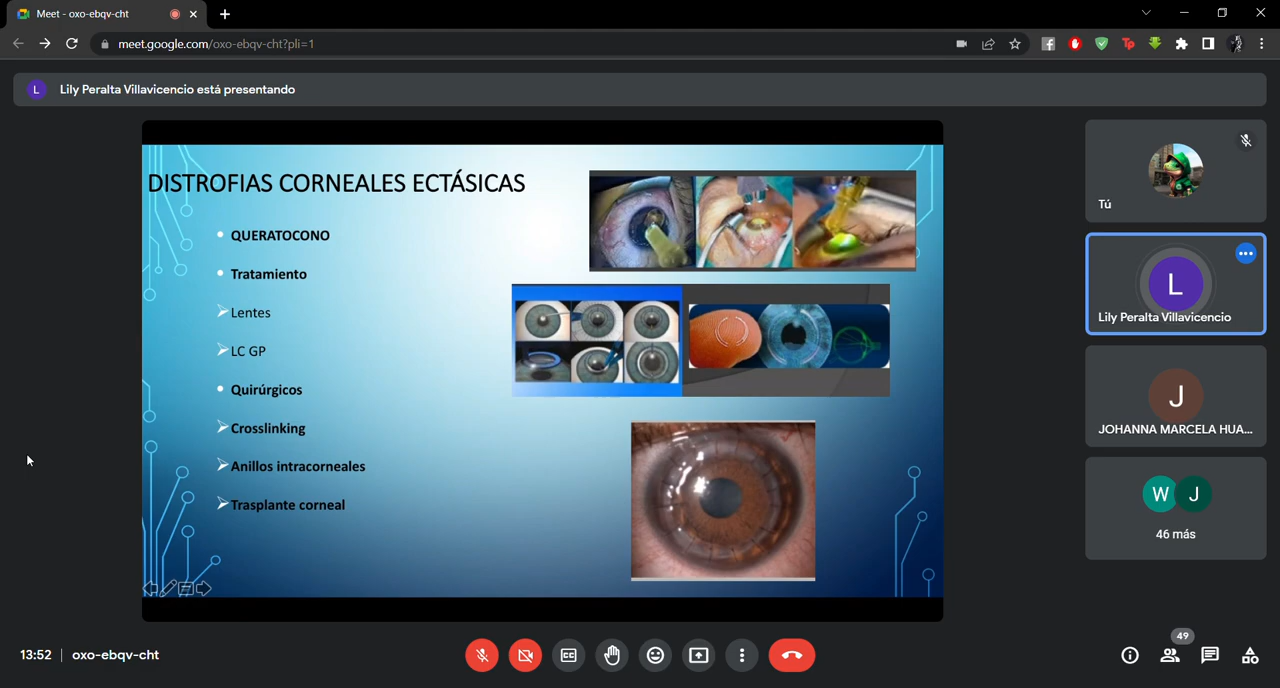 Meet - oxo-ebqv-cht
meet.google.com/oxo-ebqv-cht?pli=1
L
Lily Peralta Villavicencio está presentando
DISTROFIAS CORNEALES ECTÁSICAS
QUERATOCONO
Tratamiento
Lentes
LC GP
Quirúrgicos
Crosslinking
Anillos intracorneales
Trasplante corneal
Tú
L
Lily Peralta Villavicencio
J
JOHANNA MARCELA HUA...
W J
46 más
13:52 | oxo-ebqv-cht
49